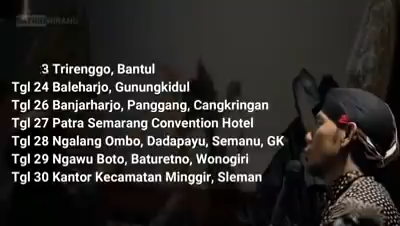 3 Trirenggo, Bantul
Tgl 24 Baleharjo, Gunungkidul
Tgl 26 Banjarharjo, Panggang, Cangkringan
Tgl 27 Patra Semarang Convention Hotel
Tgl 28 Ngalang Ombo, Dadapayu, Semanu, GK
Tgl 29 Ngawu Boto, Baturetno, Wonogiri
Tgl 30 Kantor Kecamatan Minggir, Sleman